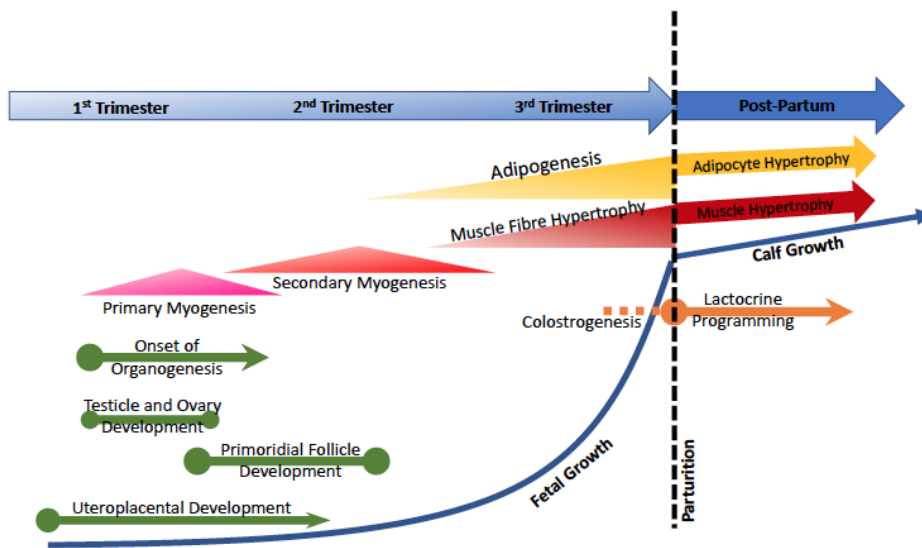 1st Trimester
2nd Trimester
3rd Trimester
Post-Partum
Adipogenesis
Adipocyte Hypertrophy
Muscle Fibre Hypertrophy
Muscle Hypertrophy
Calf Growth
Secondary Myogenesis
Primary Myogenesis
Colostrogenesis
Lactocrine
Programming
Onset of
Organogenesis
Testicle and Ovary
Development
Primoridial Follicle
Development
Uteroplacental Development
Fetal Growth
Parturition